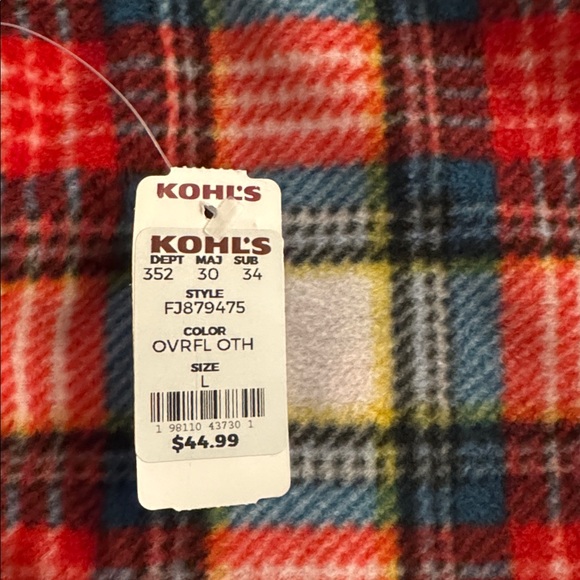 KOHL'S
KOHL'S
DEPT MAJ SUB
352 30 34
STYLE
FJ879475
COLOR
OVRFL OTH
SIZE
L
1 98110 43730 1
$44.99